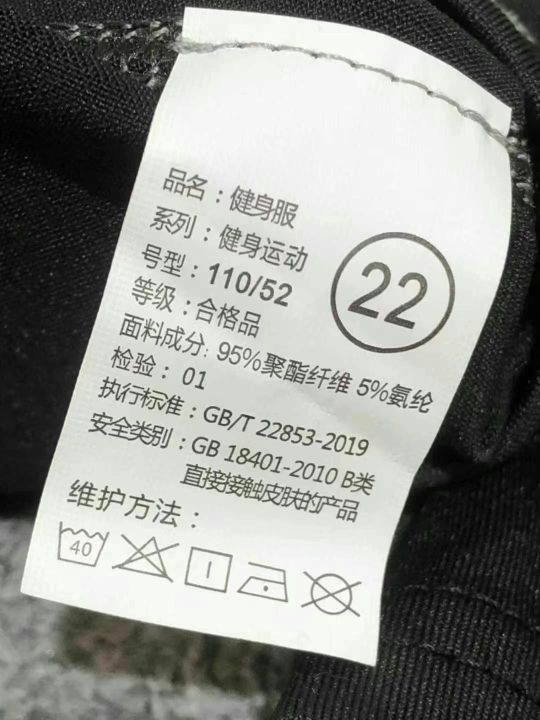 品名：健身服
系列：健身运动
号型：110/52
22
等级：合格品
面料成分: 95%聚酯纤维 5%氨纶
检验：01
执行标准：GB/T 22853-2019
安全类别：GB 18401-2010 B类
直接接触皮肤的产品
维护方法：
40